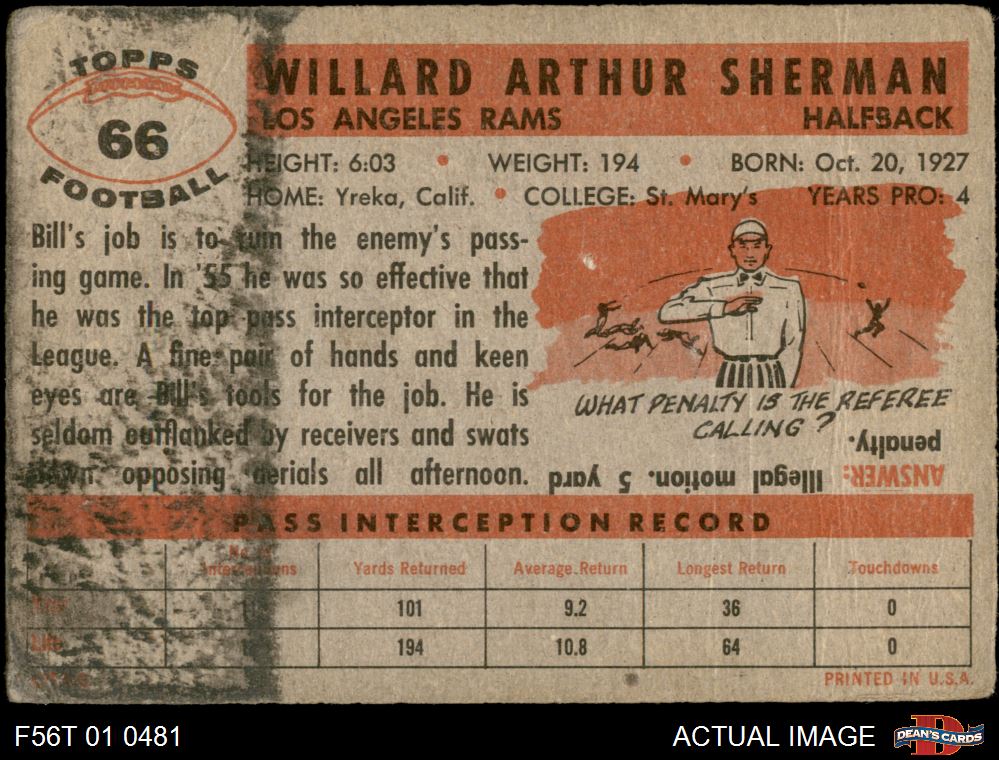 TOPPS
66
FOOTBALL
WILLARD ARTHUR SHERMAN
LOS ANGELES RAMS HALFBACK
HEIGHT: 6:03 • WEIGHT: 194 • BORN: Oct. 20, 1927
HOME: Yreka, Calif. • COLLEGE: St. Mary's YEARS PRO: 4
Bill's job is to ruin the enemy's pass-
ing game. In '55 he was so effective that
he was the top pass interceptor in the
League. A fine pair of hands and keen
eyes are Bill's tools for the job. He is
seldom outflanked by receivers and swats
down opposing aerials all afternoon.
WHAT PENALTY IS THE REFEREE
CALLING?
ANSWER: Illegal motion. 5 yard
penalty.
PASS INTERCEPTION RECORD
Yards Returned Average Return Longest Return Touchdowns
101 9.2 36 0
194 10.8 64 0
PRINTED IN U.S.A.
F56T 01 0481 ACTUAL IMAGE DEAN'S CARDS